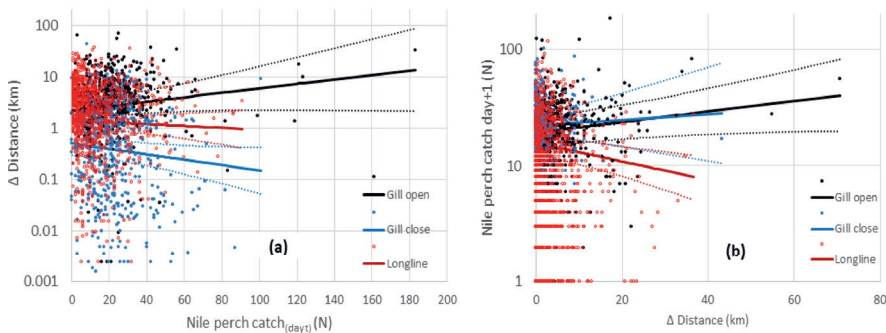 Δ Distance (km)
100
10
1
0.1
0.01
0.001
0 20 40 60 80 100 120 140 160 180 200
Nile perch catch(day t) (N)
Gill open
Gill close
Longline
(a)
Nile perch catch day+1 (N)
100
10
1
0 20 40 60 80
Δ Distance (km)
Gill open
Gill close
Longline
(b)